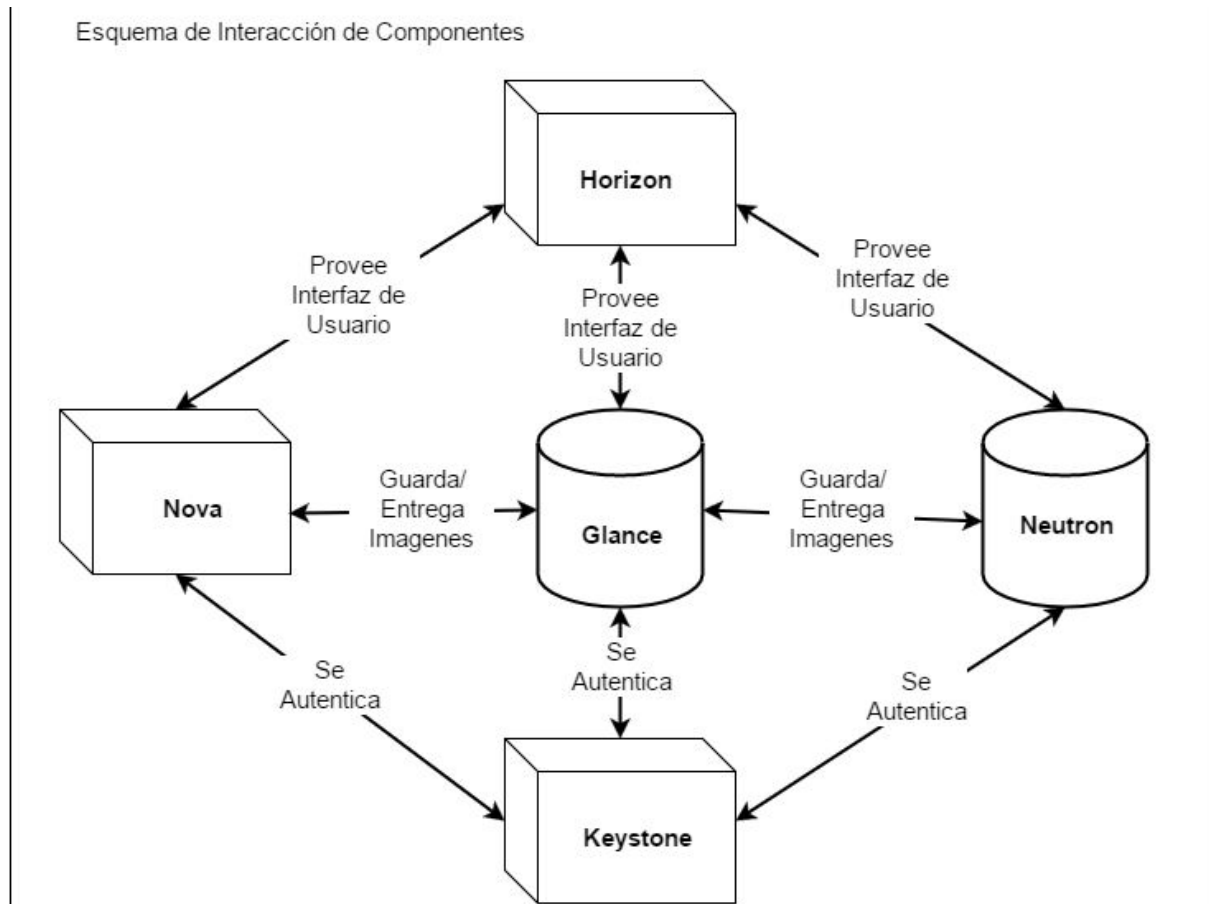 Esquema de Interacción de Componentes
Horizon
Provee
Interfaz de
Usuario
Provee
Interfaz de
Usuario
Provee
Interfaz de
Usuario
Nova
Guarda/
Entrega
Imagenes
Glance
Guarda/
Entrega
Imagenes
Neutron
Se
Autentica
Se
Autentica
Se
Autentica
Keystone